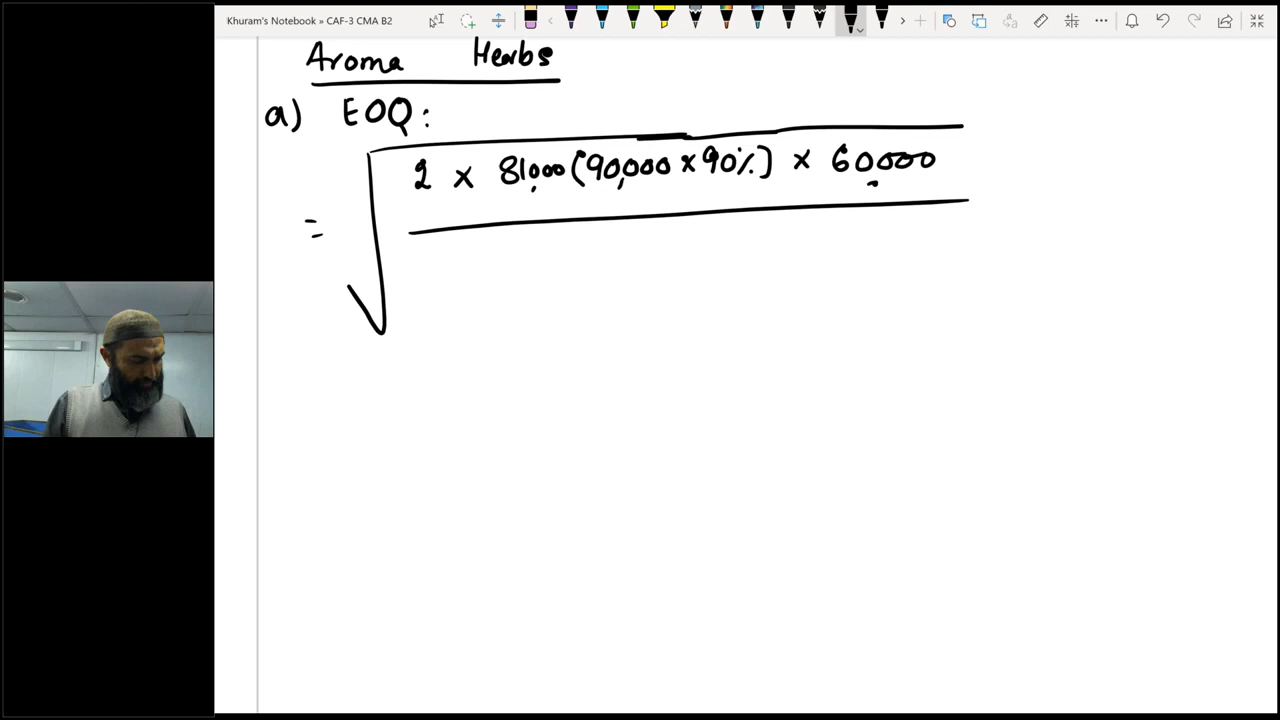 Khuram's Notebook » CAF-3 CMA B2
Aroma Herbs
a) EOQ:
2 × 81,000 (90,000 × 90%) × 60,000
=